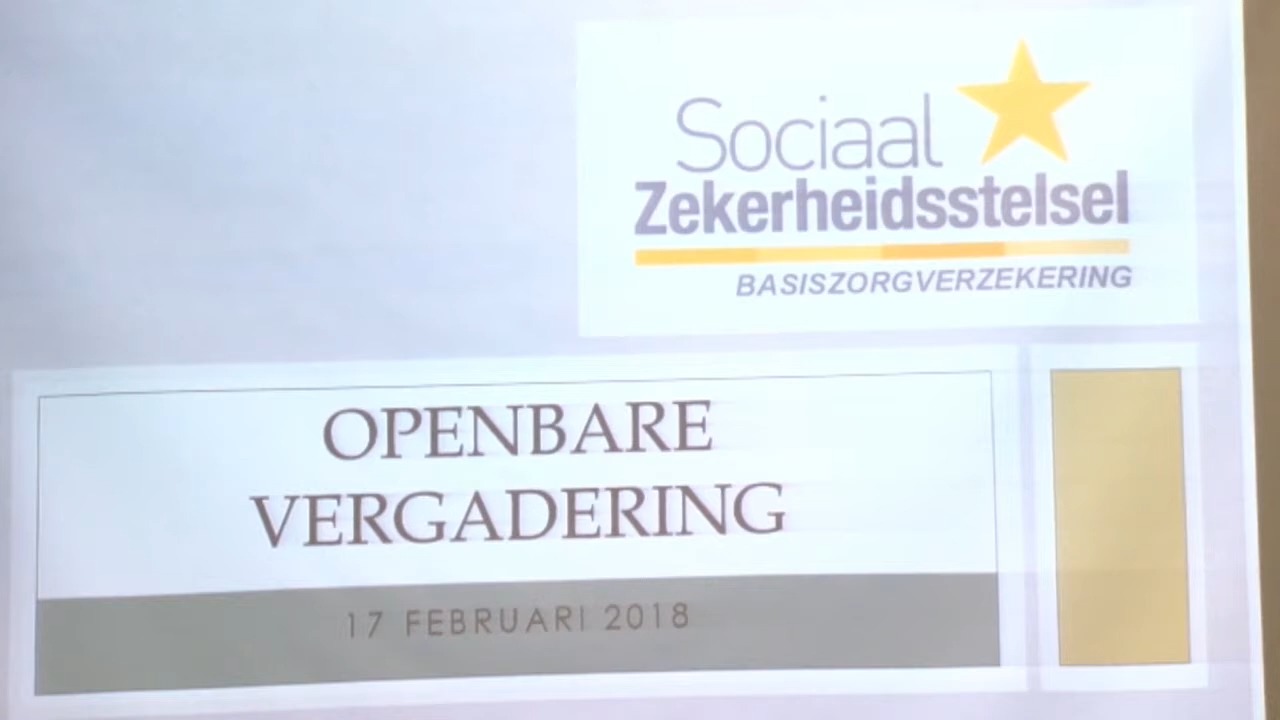 Sociaal
Zekerheidsstelsel
BASISZORGVERZEKERING
OPENBARE
VERGADERING
17 FEBRUARI 2018